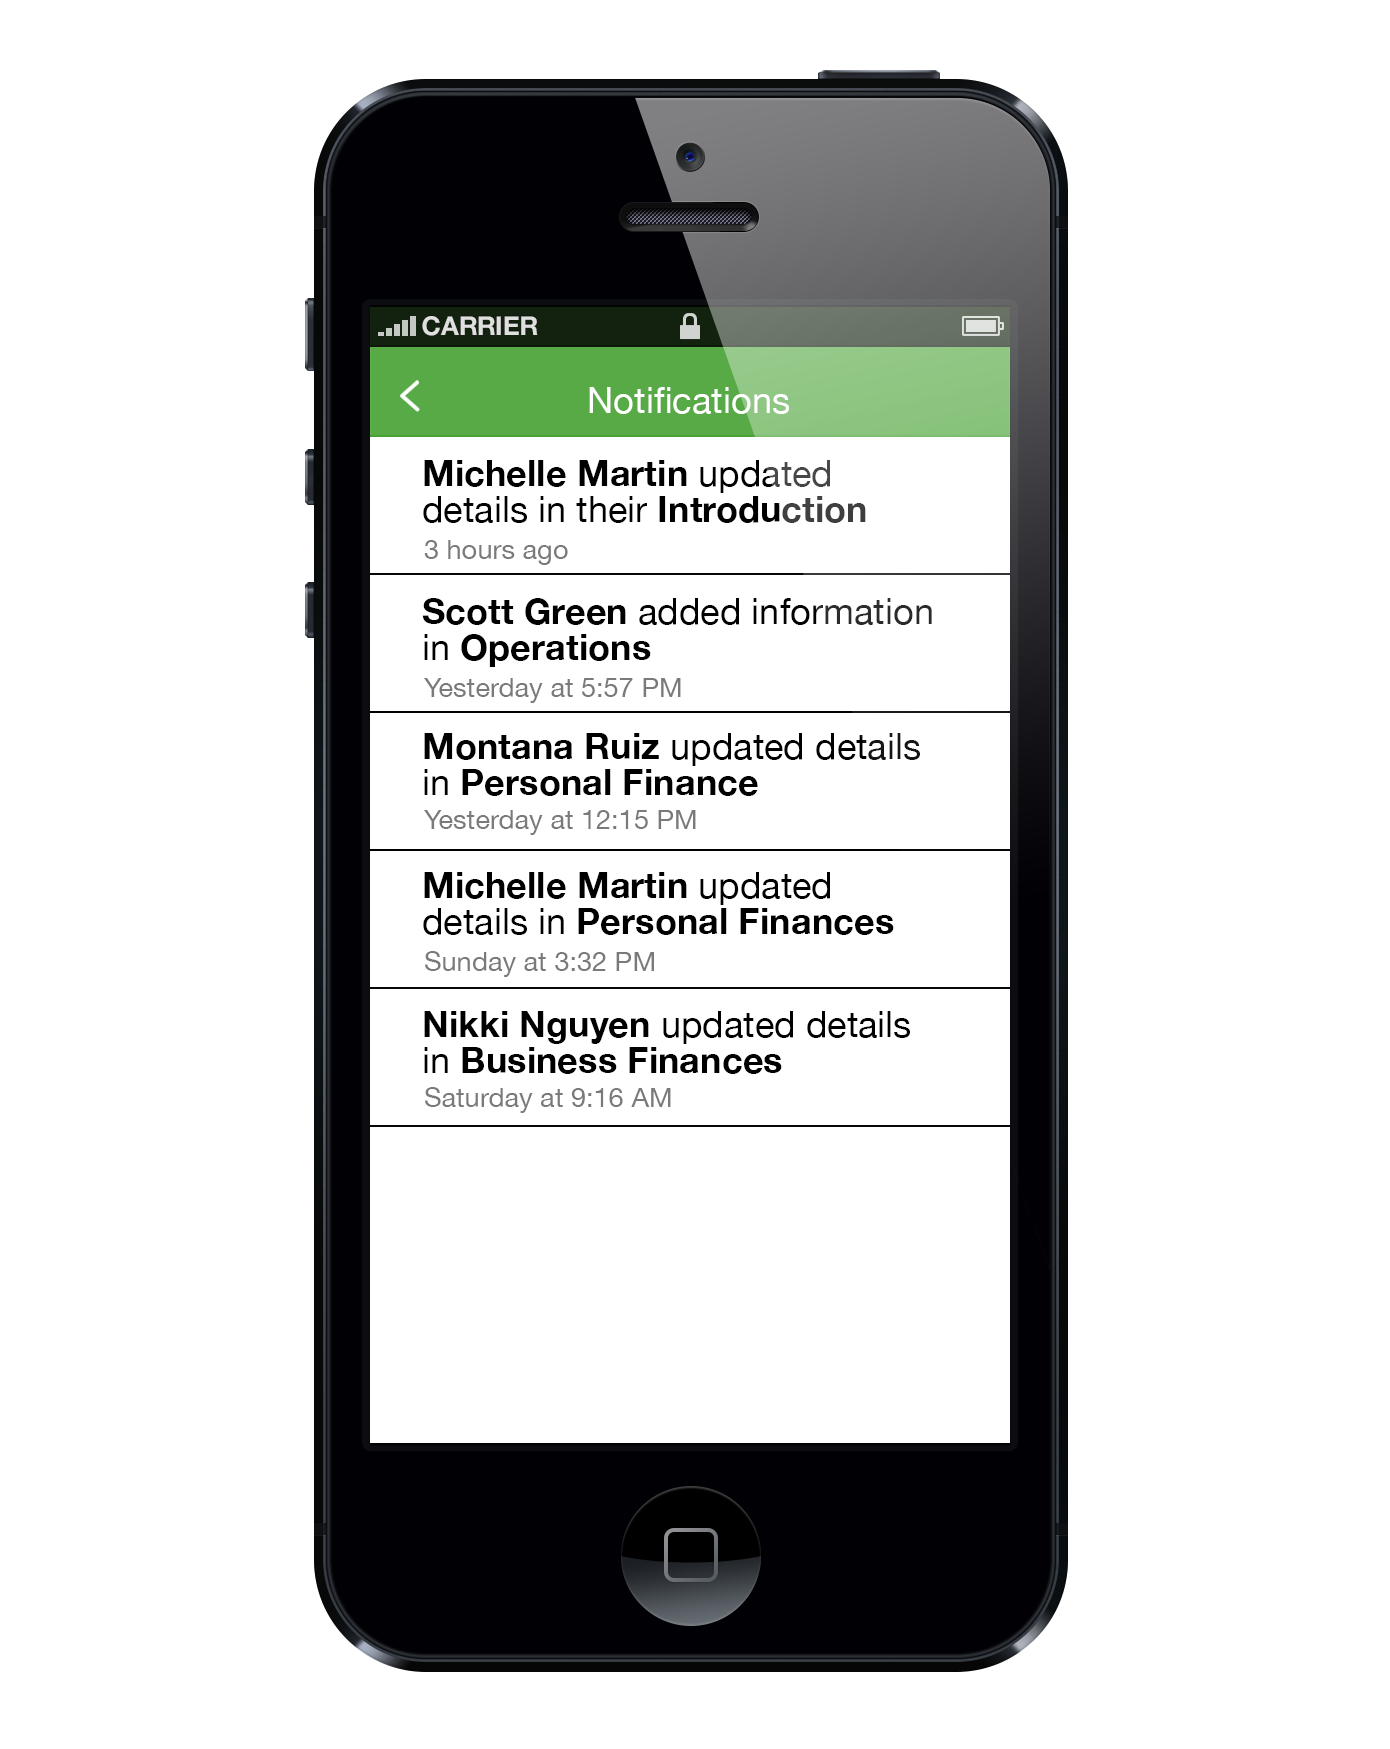 CARRIER
Notifications
Michelle Martin updated
details in their Introduction
3 hours ago
Scott Green added information
in Operations
Yesterday at 5:57 PM
Montana Ruiz updated details
in Personal Finance
Yesterday at 12:15 PM
Michelle Martin updated
details in Personal Finances
Sunday at 3:32 PM
Nikki Nguyen updated details
in Business Finances
Saturday at 9:16 AM